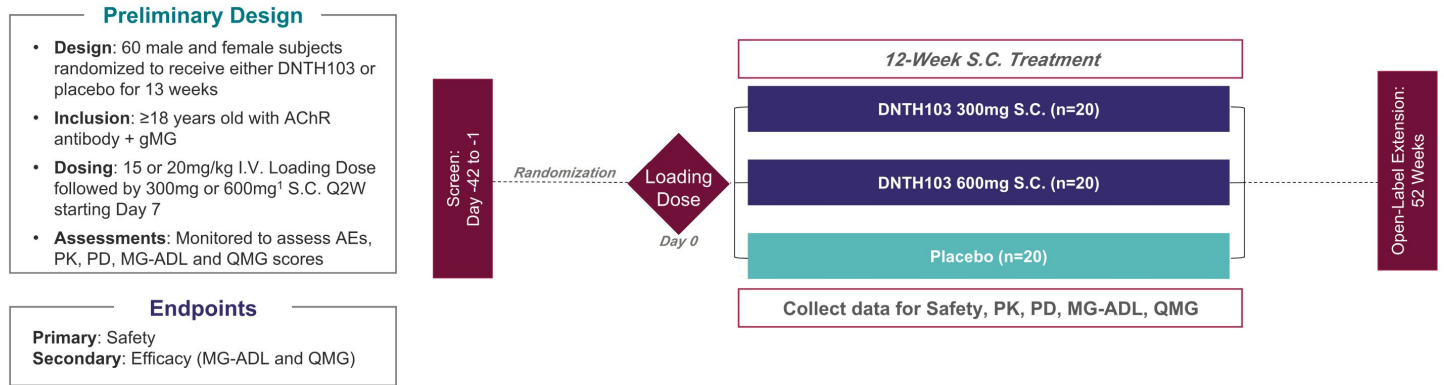 Preliminary Design
• Design: 60 male and female subjects
randomized to receive either DNTH103 or
placebo for 13 weeks
• Inclusion: ≥18 years old with AChR
antibody + gMG
• Dosing: 15 or 20mg/kg I.V. Loading Dose
followed by 300mg or 600mg¹ S.C. Q2W
starting Day 7
• Assessments: Monitored to assess AEs,
PK, PD, MG-ADL and QMG scores
Endpoints
Primary: Safety
Secondary: Efficacy (MG-ADL and QMG)
Screen:
Day -42 to -1
Randomization
Loading
Dose
Day 0
12-Week S.C. Treatment
DNTH103 300mg S.C. (n=20)
DNTH103 600mg S.C. (n=20)
Placebo (n=20)
Collect data for Safety, PK, PD, MG-ADL, QMG
Open-Label Extension:
52 Weeks